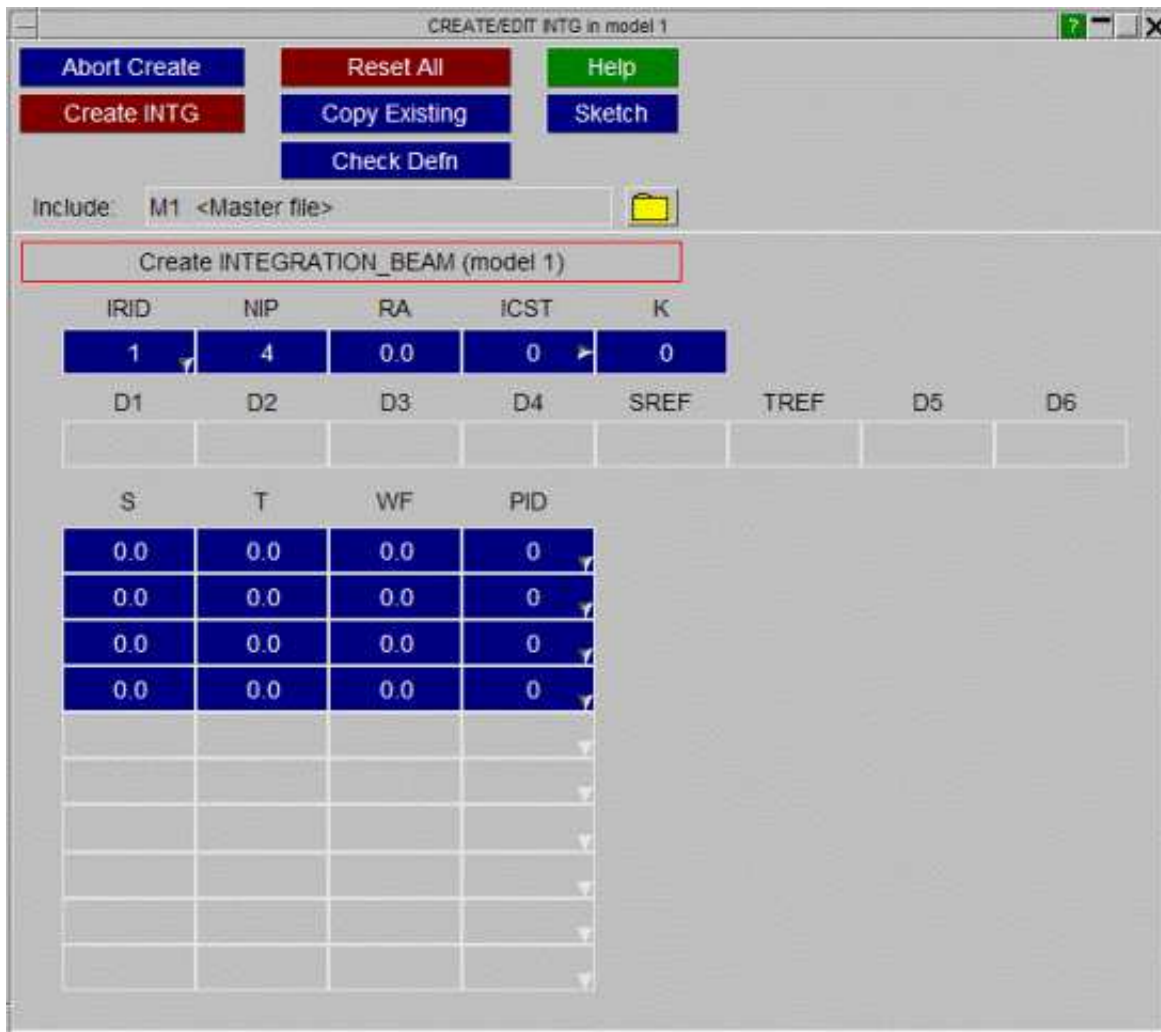 CREATE/EDIT INTG in model 1 ?
Abort Create Reset All Help
Create INTG Copy Existing Sketch
Check Defn
Include: M1 <Master file>
Create INTEGRATION_BEAM (model 1)
IRID NIP RA ICST K
1 4 0.0 0 0
D1 D2 D3 D4 SREF TREF D5 D6
S T WF PID
0.0 0.0 0.0 0
0.0 0.0 0.0 0
0.0 0.0 0.0 0
0.0 0.0 0.0 0